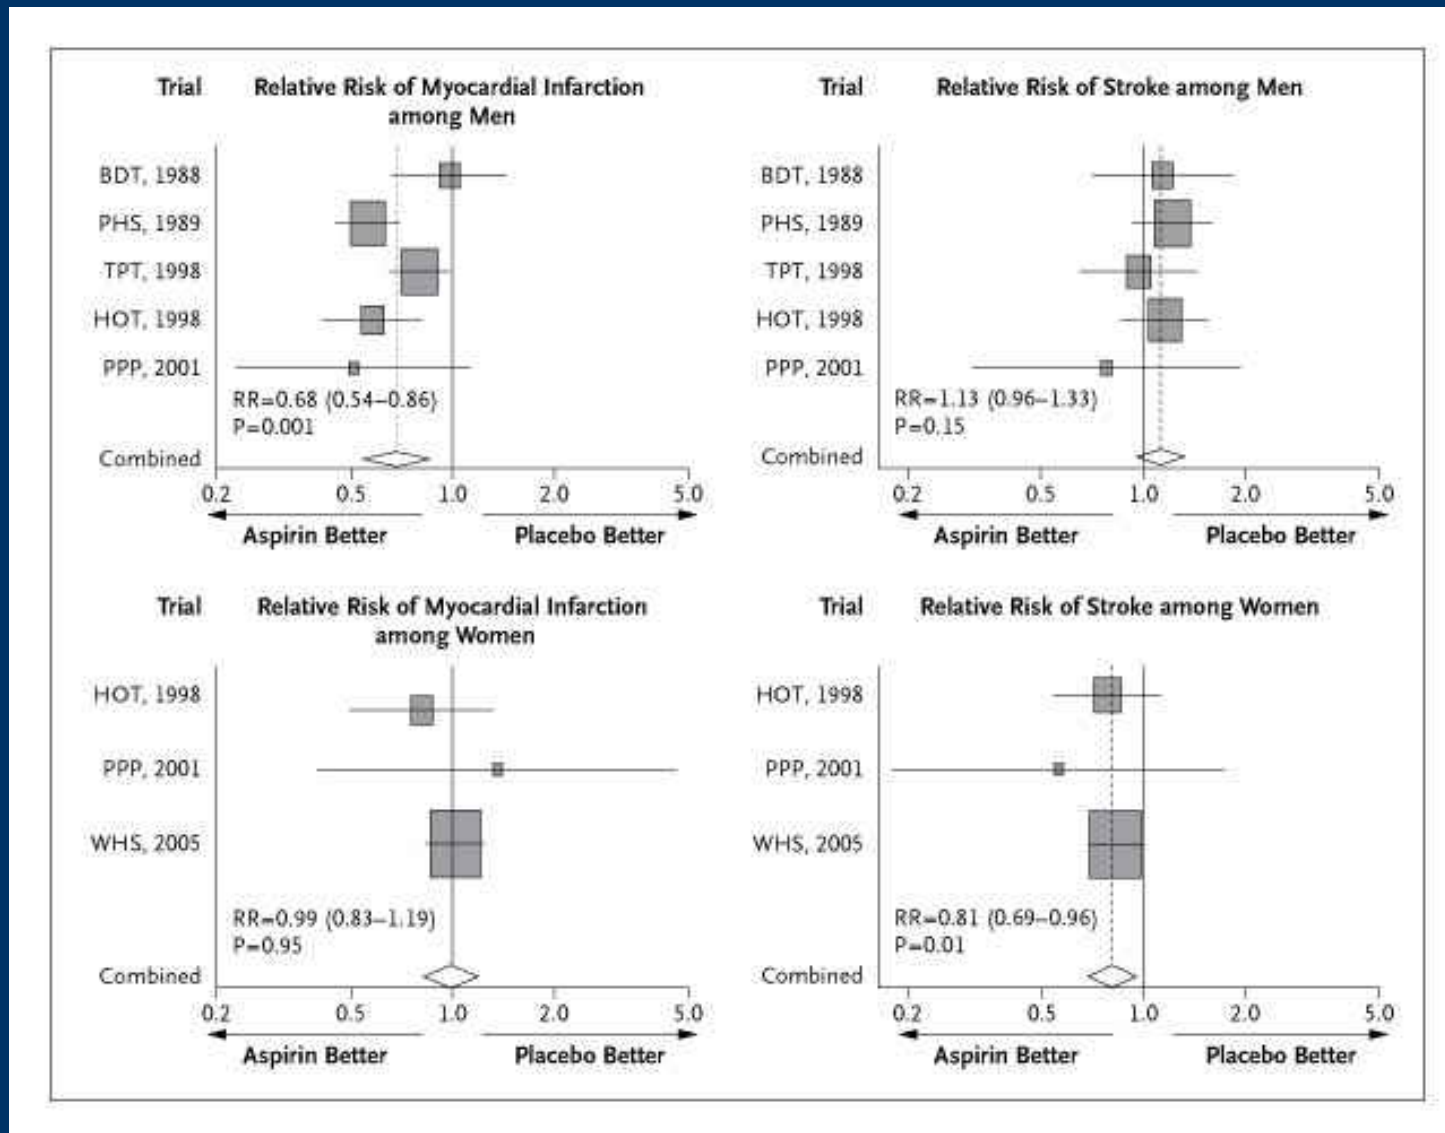 Trial Relative Risk of Myocardial Infarction
among Men
BDT, 1988
PHS, 1989
TPT, 1998
HOT, 1998
PPP, 2001
RR=0.68 (0.54–0.86)
P=0.001
Combined
0.2 0.5 1.0 2.0 5.0
Aspirin Better Placebo Better
Trial Relative Risk of Stroke among Men
BDT, 1988
PHS, 1989
TPT, 1998
HOT, 1998
PPP, 2001
RR=1.13 (0.96–1.33)
P=0.15
Combined
0.2 0.5 1.0 2.0 5.0
Aspirin Better Placebo Better
Trial Relative Risk of Myocardial Infarction
among Women
HOT, 1998
PPP, 2001
WHS, 2005
RR=0.99 (0.83–1.19)
P=0.95
Combined
0.2 0.5 1.0 2.0 5.0
Aspirin Better Placebo Better
Trial Relative Risk of Stroke among Women
HOT, 1998
PPP, 2001
WHS, 2005
RR=0.81 (0.69–0.96)
P=0.01
Combined
0.2 0.5 1.0 2.0 5.0
Aspirin Better Placebo Better